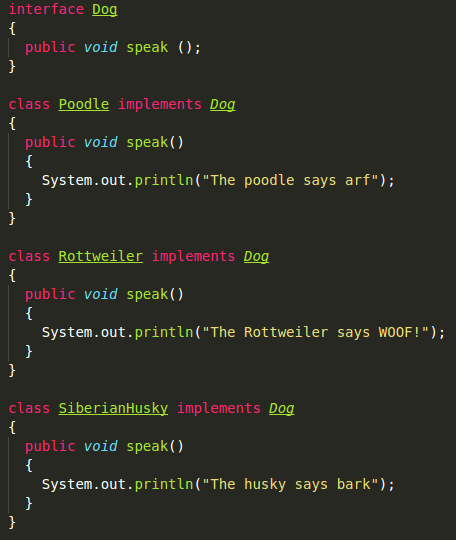 interface Dog
{
  public void speak ();
}

class Poodle implements Dog
{
  public void speak()
  {
    System.out.println("The poodle says arf");
  }
}

class Rottweiler implements Dog
{
  public void speak()
  {
    System.out.println("The Rottweiler says WOOF!");
  }
}

class SiberianHusky implements Dog
{
  public void speak()
  {
    System.out.println("The husky says bark");
  }
}